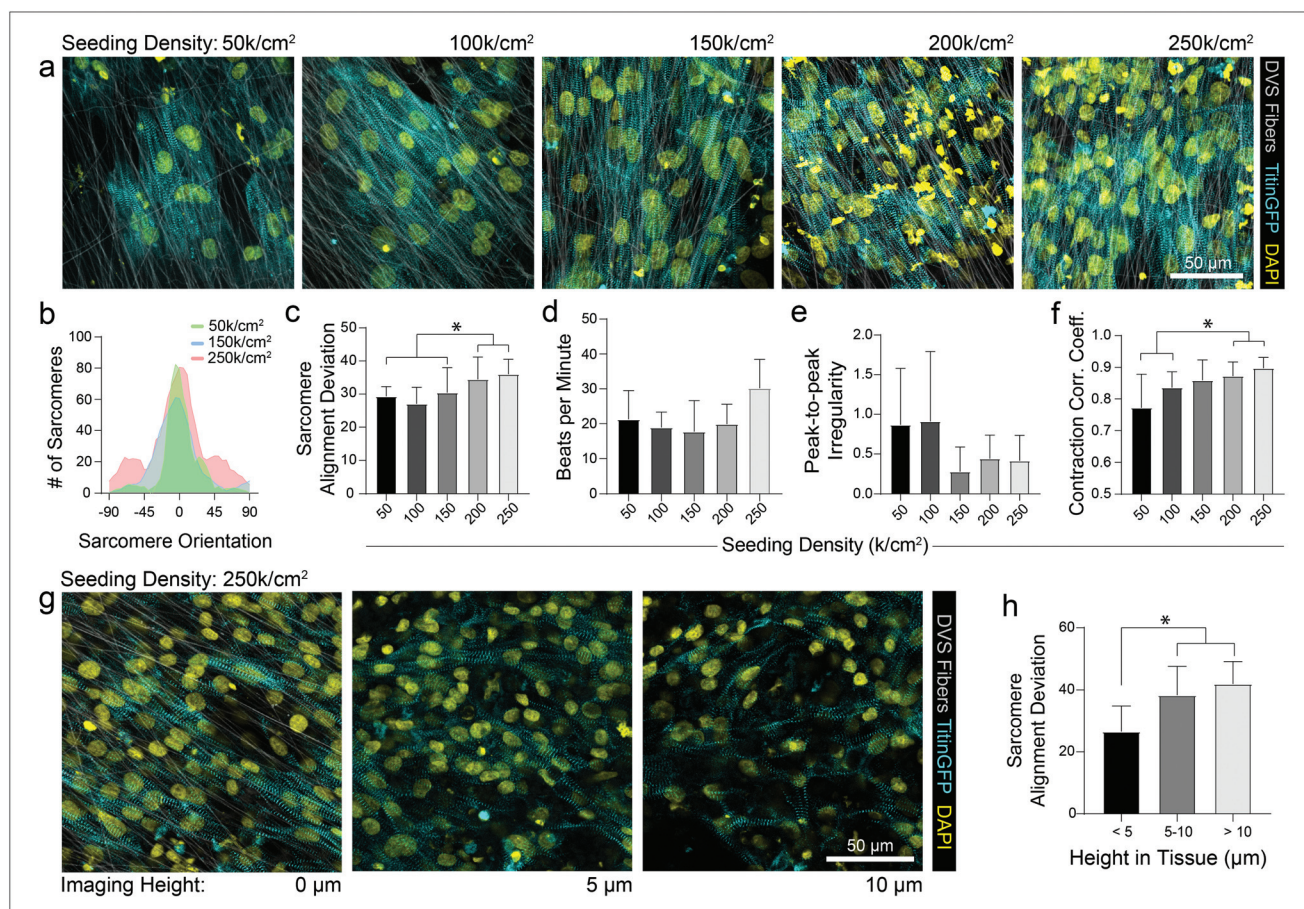 Seeding Density: 50k/cm² 100k/cm² 150k/cm² 200k/cm² 250k/cm²
a
50 µm
DVS Fibers TitinGFP DAPI
b
# of Sarcomeres
100
80
60
40
20
0
-90 -45 0 45 90
Sarcomere Orientation
50k/cm²
150k/cm²
250k/cm²
c
Sarcomere
Alignment Deviation
50
40
30
20
10
0
*
50 100 150 200 250
d
Beats per Minute
50
40
30
20
10
0
50 100 150 200 250
e
Peak-to-peak
Irregularity
2.0
1.5
1.0
0.5
0.0
50 100 150 200 250
f
Contraction Corr. Coeff.
1.0
0.9
0.8
0.7
0.6
0.5
*
50 100 150 200 250
Seeding Density (k/cm²)
Seeding Density: 250k/cm²
g
50 µm
DVS Fibers TitinGFP DAPI
Imaging Height: 0 µm 5 µm 10 µm
h
Sarcomere
Alignment Deviation
60
40
20
0
*
< 5 5-10 > 10
Height in Tissue (µm)